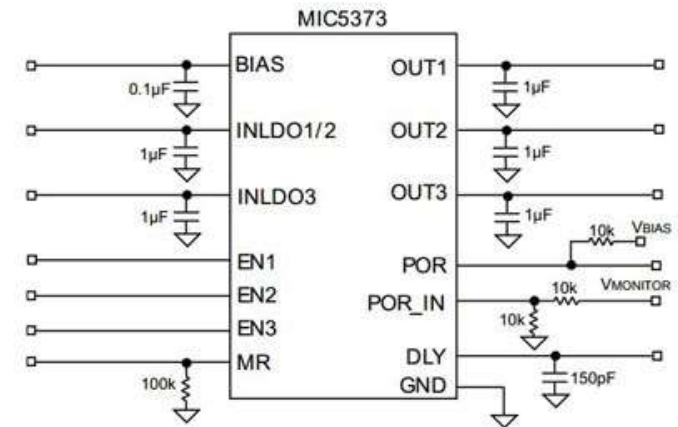 MIC5373
BIAS
OUT1
0.1µF
1µF
INLDO1/2
OUT2
1µF
1µF
INLDO3
OUT3
1µF
1µF
10k
VBIAS
EN1
POR
EN2
POR_IN
10k
VMONITOR
EN3
10k
MR
DLY
100k
GND
150pF